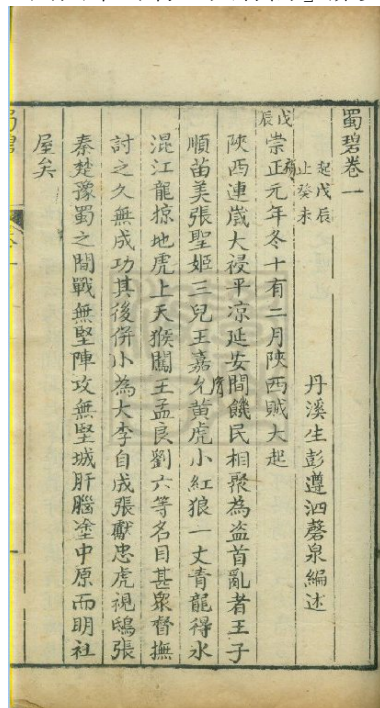 蜀碧卷一
起戊辰
止癸未
丹溪生彭遵泗磬泉編述
戊辰
崇正元年冬十有二月陝西賊大起
禎
陝西連歲大祲平凉延安間饑民相聚為盗首亂者王子
順苗美張聖姬三兒王嘉允黃虎小紅狼一丈青龍得水
混江龍掠地虎上天猴闖王孟良劉六等名目甚衆督撫
討之久無成功其後併小為大李自成張獻忠虎視鴟張
秦楚豫蜀之間戰無堅陣攻無堅城肝腦塗中原而明社
屋矣